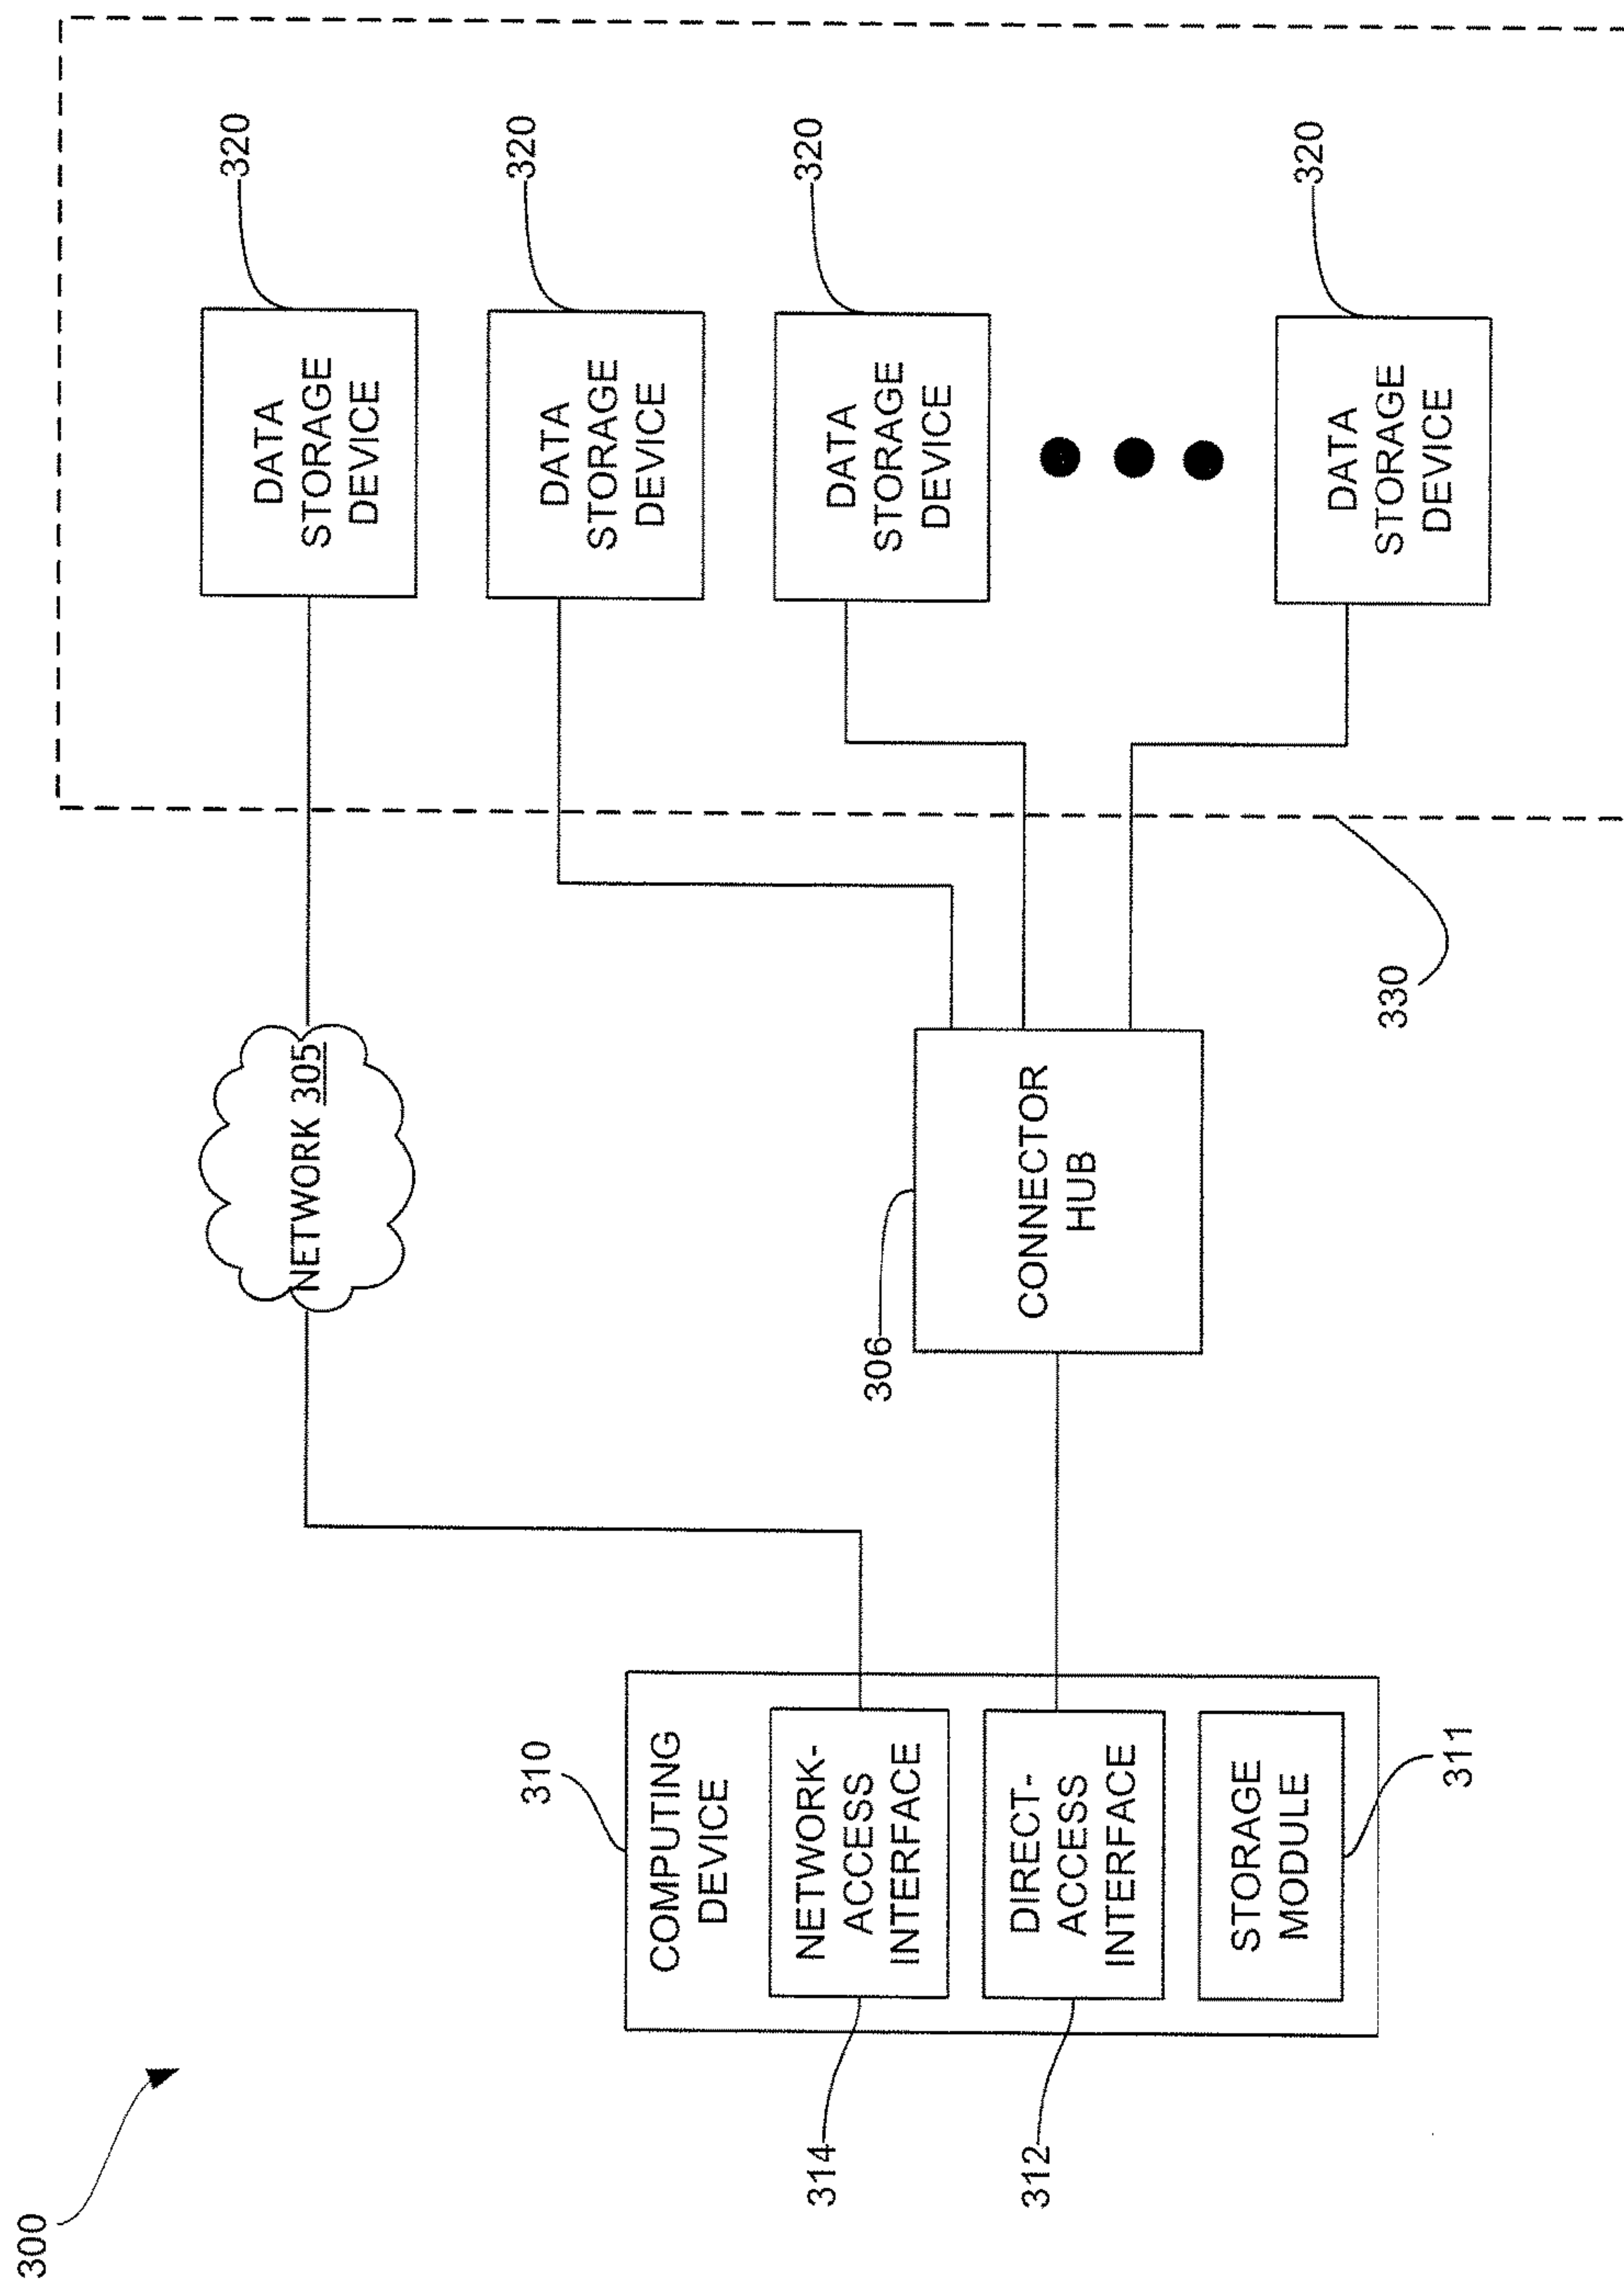 300
310
COMPUTING
DEVICE
NETWORK-
ACCESS
INTERFACE
314
DIRECT-
ACCESS
INTERFACE
312
STORAGE
MODULE
311
NETWORK 305
306
CONNECTOR
HUB
330
320
DATA
STORAGE
DEVICE
320
DATA
STORAGE
DEVICE
320
DATA
STORAGE
DEVICE
320
DATA
STORAGE
DEVICE